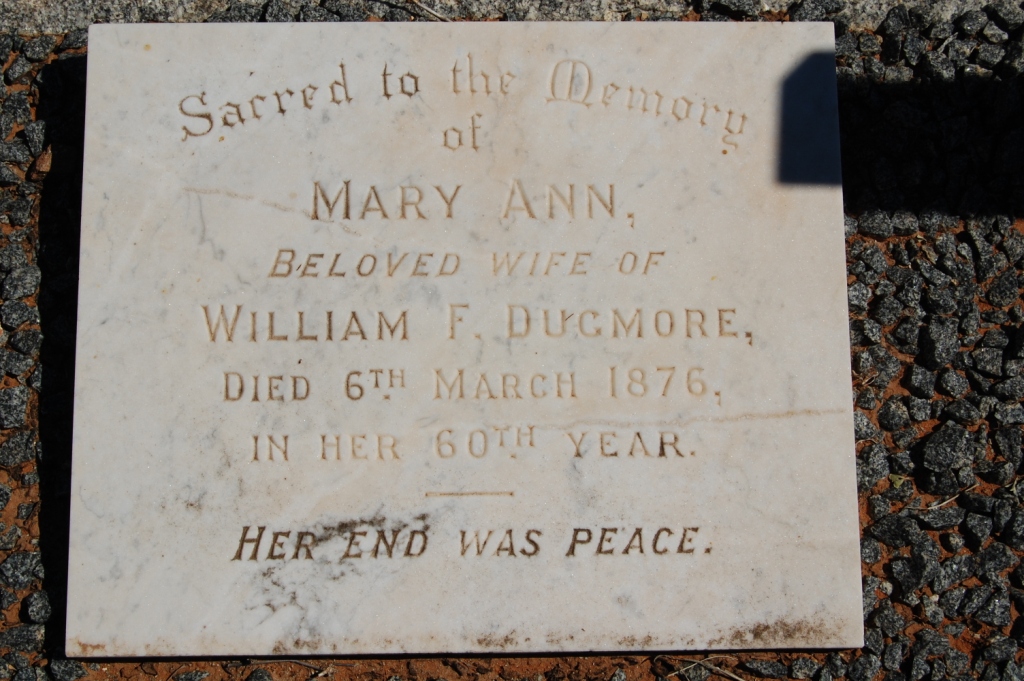 Sacred to the Memory
of
MARY ANN,
BELOVED WIFE OF
WILLIAM F. DUGMORE,
DIED 6TH MARCH 1876,
IN HER 60TH YEAR.
HER END WAS PEACE.